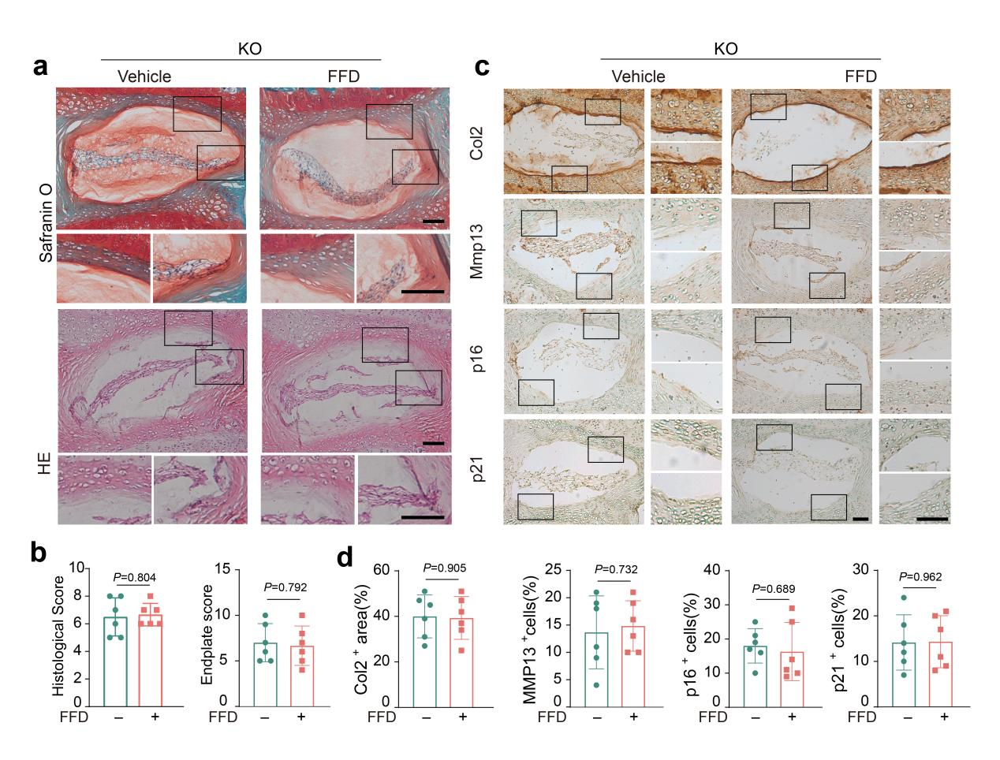 a
KO
Vehicle
FFD
Safranin O
HE
c
KO
Vehicle
FFD
Col2
Mmp13
p16
p21
b
Histological Score
10
8
6
4
2
0
P=0.804
FFD
–
+
Endplate score
15
10
5
0
P=0.792
FFD
–
+
d
Col2 + area(%)
60
40
20
0
P=0.905
FFD
–
+
MMP13 +cells(%)
25
20
15
10
5
0
P=0.732
FFD
–
+
p16 + cells(%)
40
30
20
10
0
P=0.689
FFD
–
+
p21 + cells(%)
30
20
10
0
P=0.962
FFD
–
+